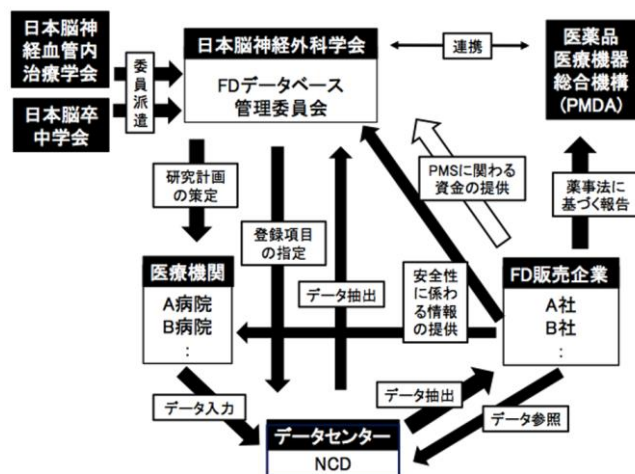 日本脳神
経血管内
治療学会
日本脳卒
中学会
委員派遣
日本脳神経外科学会
FDデータベース
管理委員会
連携
医薬品
医療機器
総合機構
(PMDA)
研究計画
の策定
登録項目
の指定
データ抽出
PMSに関わる
資金の提供
薬事法に
基づく報告
医療機関
A病院
B病院
:
安全性
に係わ
る情報
の提供
FD販売企業
A社
B社
:
データ入力
データ抽出
データ参照
データセンター
NCD